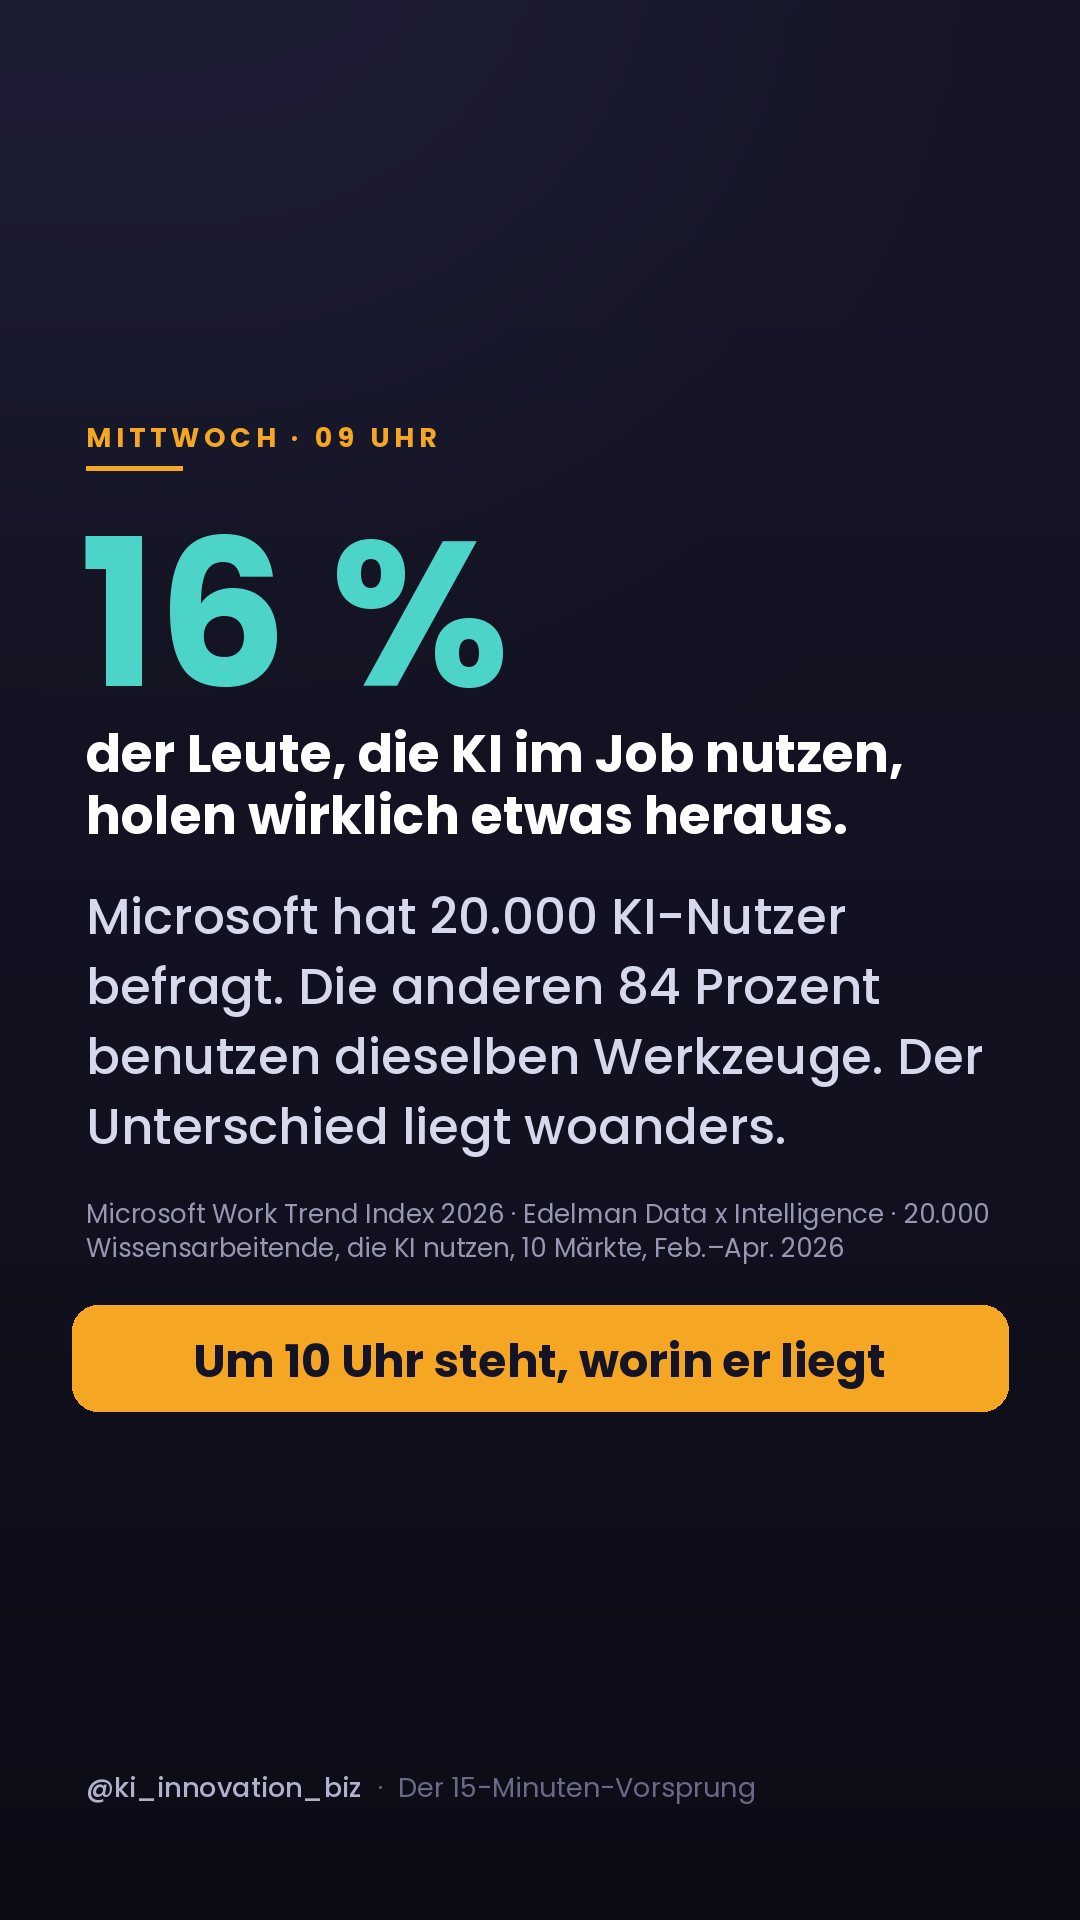 MITTWOCH · 09 UHR
16 %
der Leute, die KI im Job nutzen,
holen wirklich etwas heraus.
Microsoft hat 20.000 KI-Nutzer
befragt. Die anderen 84 Prozent
benutzen dieselben Werkzeuge. Der
Unterschied liegt woanders.
Microsoft Work Trend Index 2026 · Edelman Data x Intelligence · 20.000
Wissensarbeitende, die KI nutzen, 10 Märkte, Feb.–Apr. 2026
Um 10 Uhr steht, worin er liegt
@ki_innovation_biz · Der 15-Minuten-Vorsprung